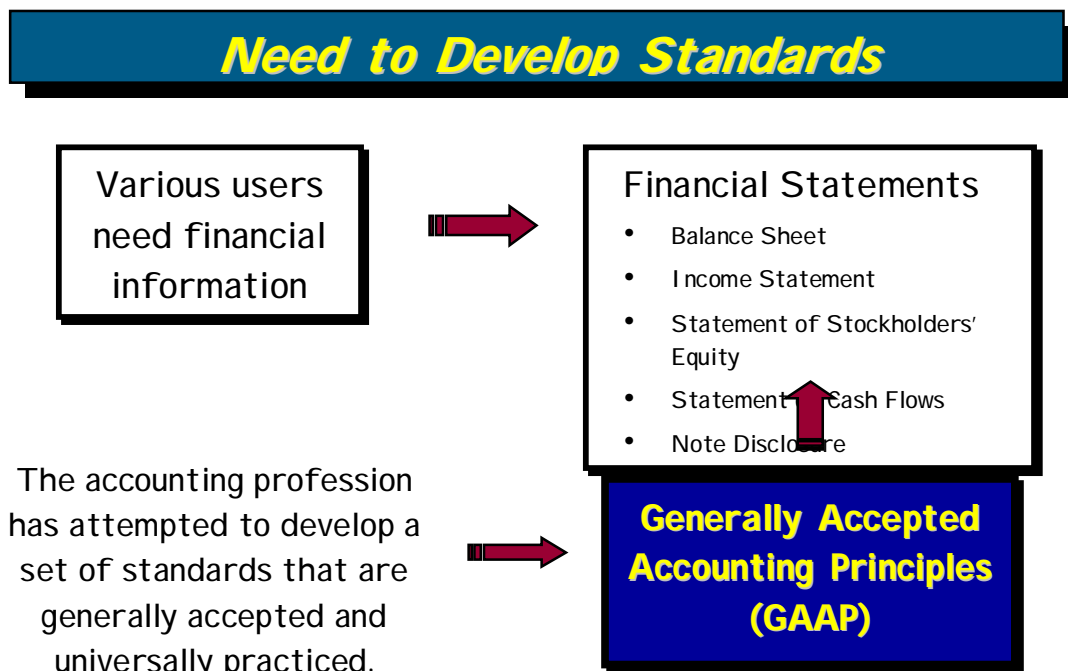 Need to Develop Standards
Various users
need financial
information
Financial Statements
• Balance Sheet
• Income Statement
• Statement of Stockholders'
Equity
• Statement Cash Flows
• Note Disclosure
The accounting profession
has attempted to develop a
set of standards that are
generally accepted and
universally practiced.
Generally Accepted
Accounting Principles
(GAAP)